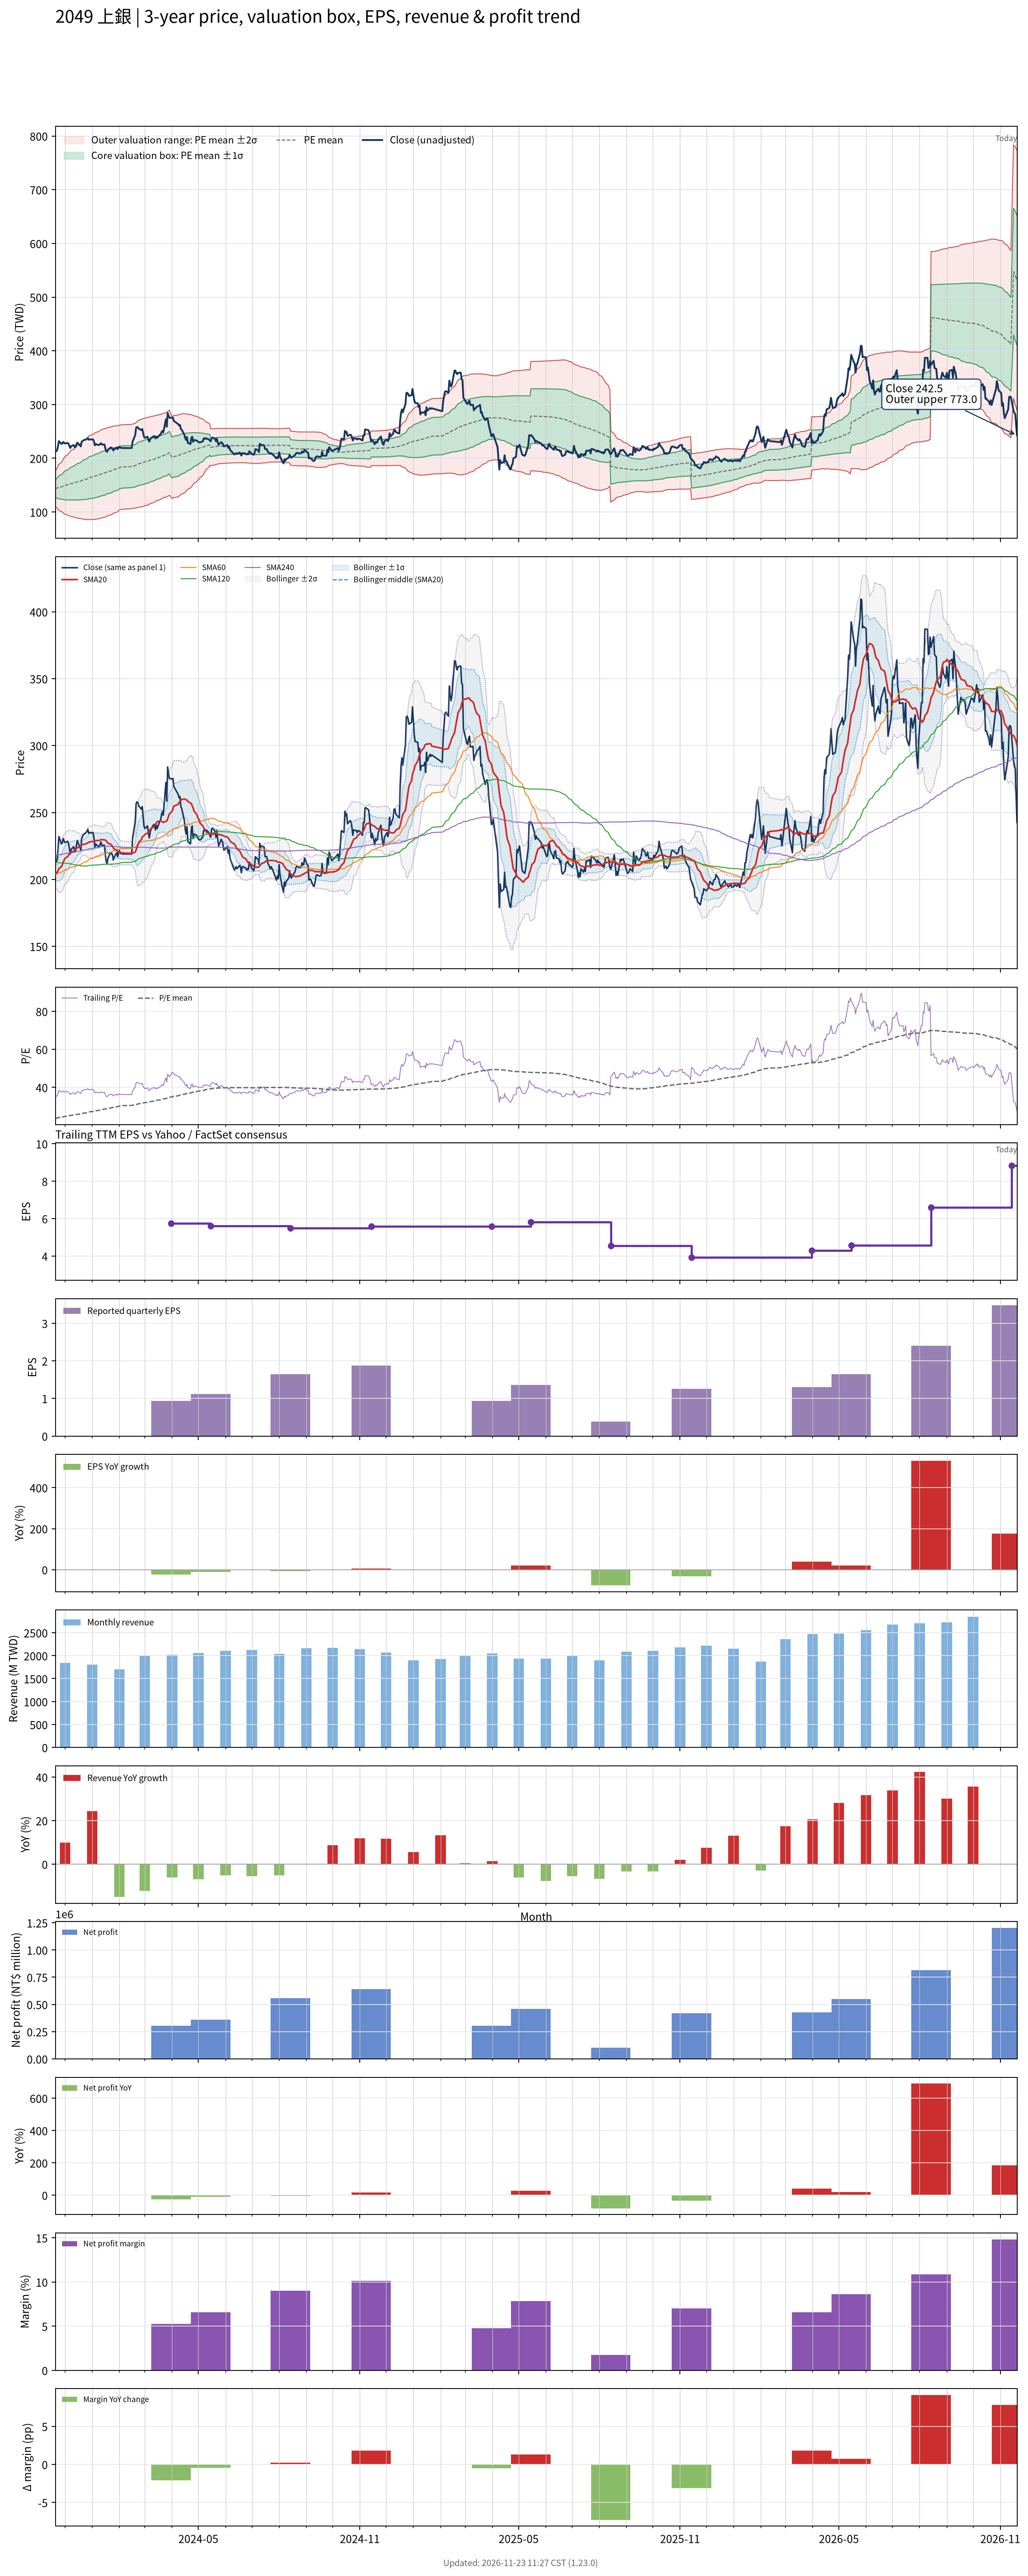 2049 上銀 | 3-year price, valuation box, EPS, revenue & profit trend
Outer valuation range: PE mean ±2σ
Core valuation box: PE mean ±1σ
PE mean
Close (unadjusted)
Today
Price (TWD)
800
700
600
500
400
300
200
100
Close 242.5
Outer upper 773.0
Close (same as panel 1)
SMA20
SMA60
SMA120
SMA240
Bollinger ±2σ
Bollinger ±1σ
Bollinger middle (SMA20)
Price
400
350
300
250
200
150
Trailing P/E
P/E mean
P/E
80
60
40
Trailing TTM EPS vs Yahoo / FactSet consensus
Today
EPS
10
8
6
4
Reported quarterly EPS
EPS
3
2
1
0
EPS YoY growth
YoY (%)
400
200
0
Monthly revenue
Revenue (M TWD)
2500
2000
1500
1000
500
0
Revenue YoY growth
YoY (%)
40
20
0
Month
1e6
Net profit
Net profit (NT$ million)
1.25
1.00
0.75
0.50
0.25
0.00
Net profit YoY
YoY (%)
600
400
200
0
Net profit margin
Margin (%)
15
10
5
0
Margin YoY change
Δ margin (pp)
5
0
-5
2024-05
2024-11
2025-05
2025-11
2026-05
2026-11
Updated: 2026-11-23 11:27 CST (1.23.0)